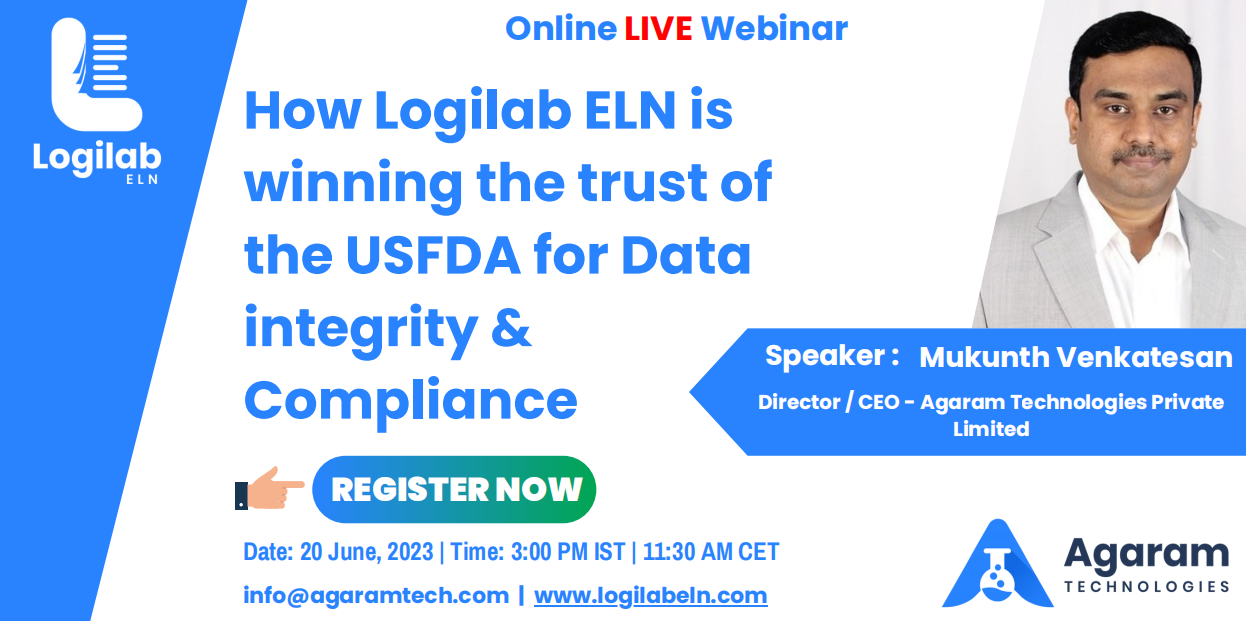 Logilab
ELN
Online LIVE Webinar
How Logilab ELN is
winning the trust of
the USFDA for Data
integrity &
Compliance
Speaker : Mukunth Venkatesan
Director / CEO - Agaram Technologies Private
Limited
REGISTER NOW
Date: 20 June, 2023 | Time: 3:00 PM IST | 11:30 AM CET
info@agaramtech.com | www.logilabeln.com
Agaram
TECHNOLOGIES